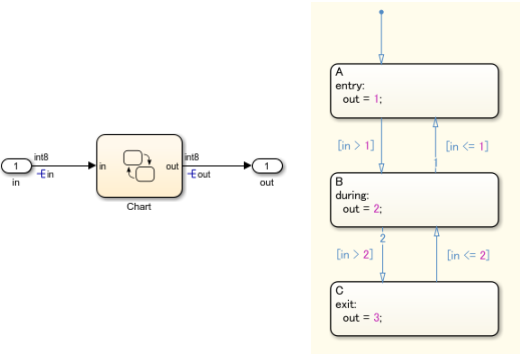 1
in
int8
in
in
out
Chart
int8
out
1
out
A
entry:
out = 1;
[in > 1]
[in <= 1]
1
B
during:
out = 2;
2
[in > 2]
[in <= 2]
C
exit:
out = 3;